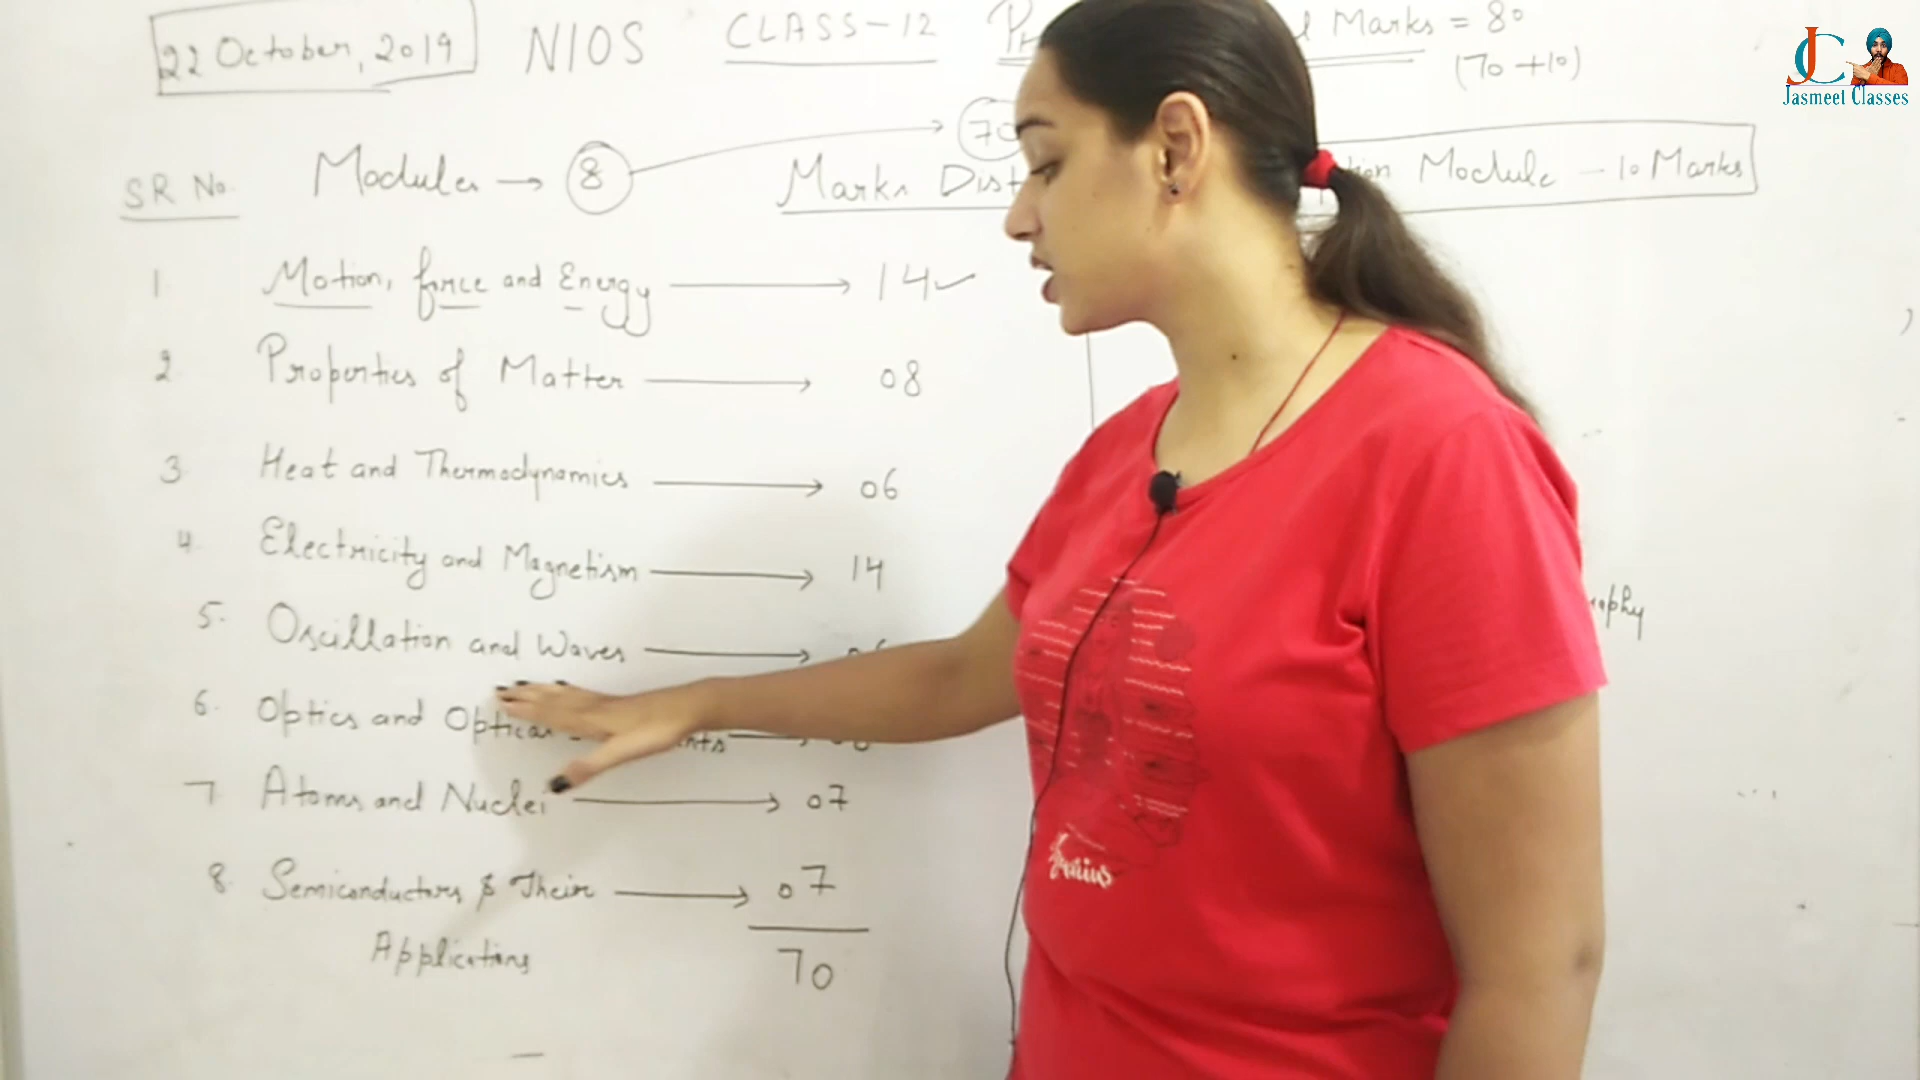 22 October, 2019 NIOS CLASS-12 Marks = 80
(70+10)
JC
Jasmeet Classes
70
SR No. Modules → 8 Marks Module - 10 Marks
1 Motion, force and Energy → 14 ✓
2 Properties of Matter → 08
3 Heat and Thermodynamics → 06
4. Electricity and Magnetism → 14
5. Oscillation and Waves →
6. Optics and Optical →
7 Atoms and Nuclei → 07
8. Semiconductors & Their → 07
Applications 70
Genius